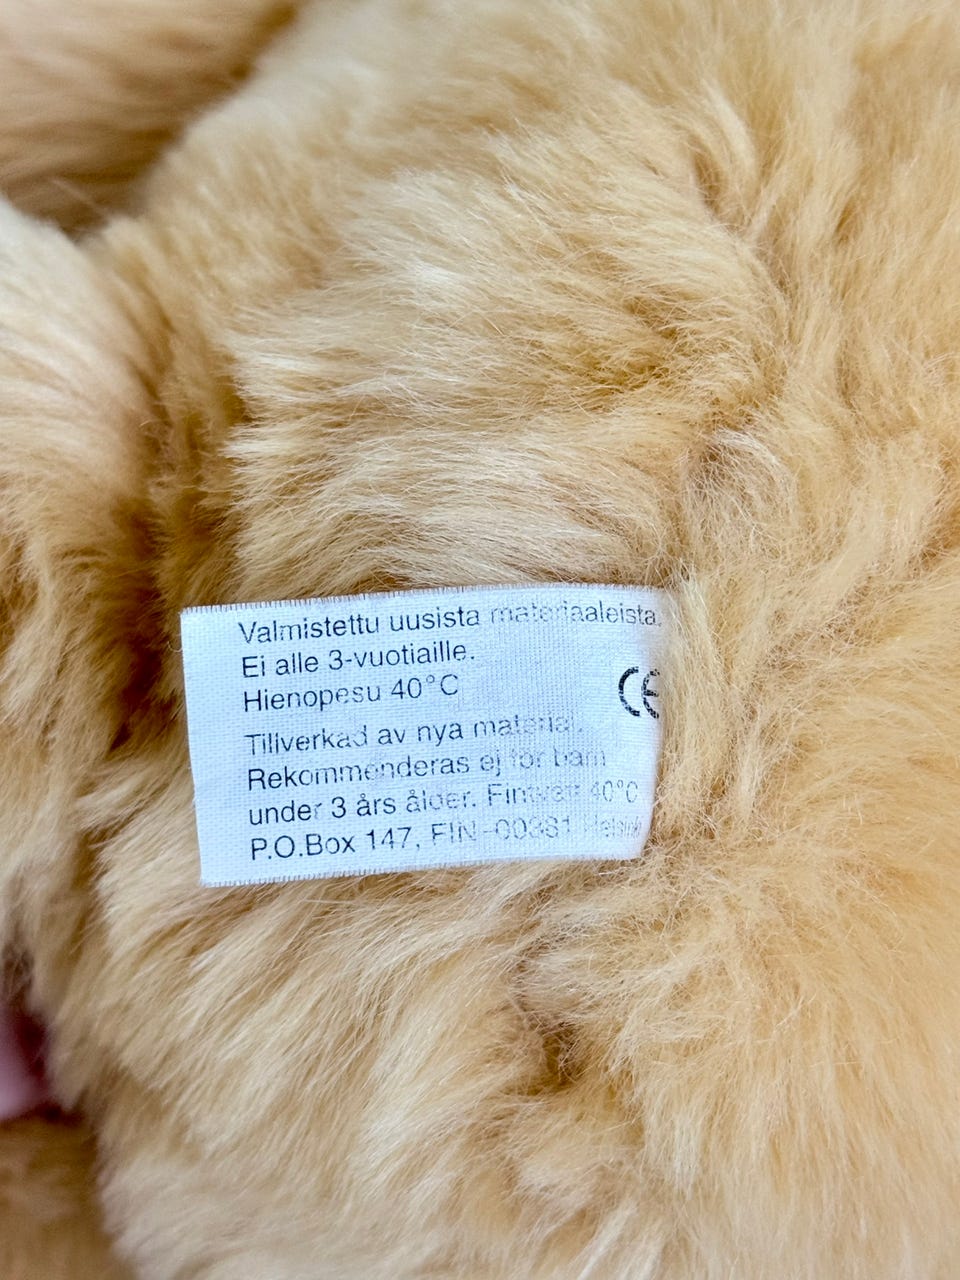 Valmistettu uusista materiaaleista.
Ei alle 3-vuotiaille.
Hienopesu 40°C
CE
Tillverkad av nya material.
Rekommenderas ej för barn
under 3 års ålder. Fintvätt 40°C
P.O.Box 147, FIN-00381 Helsinki